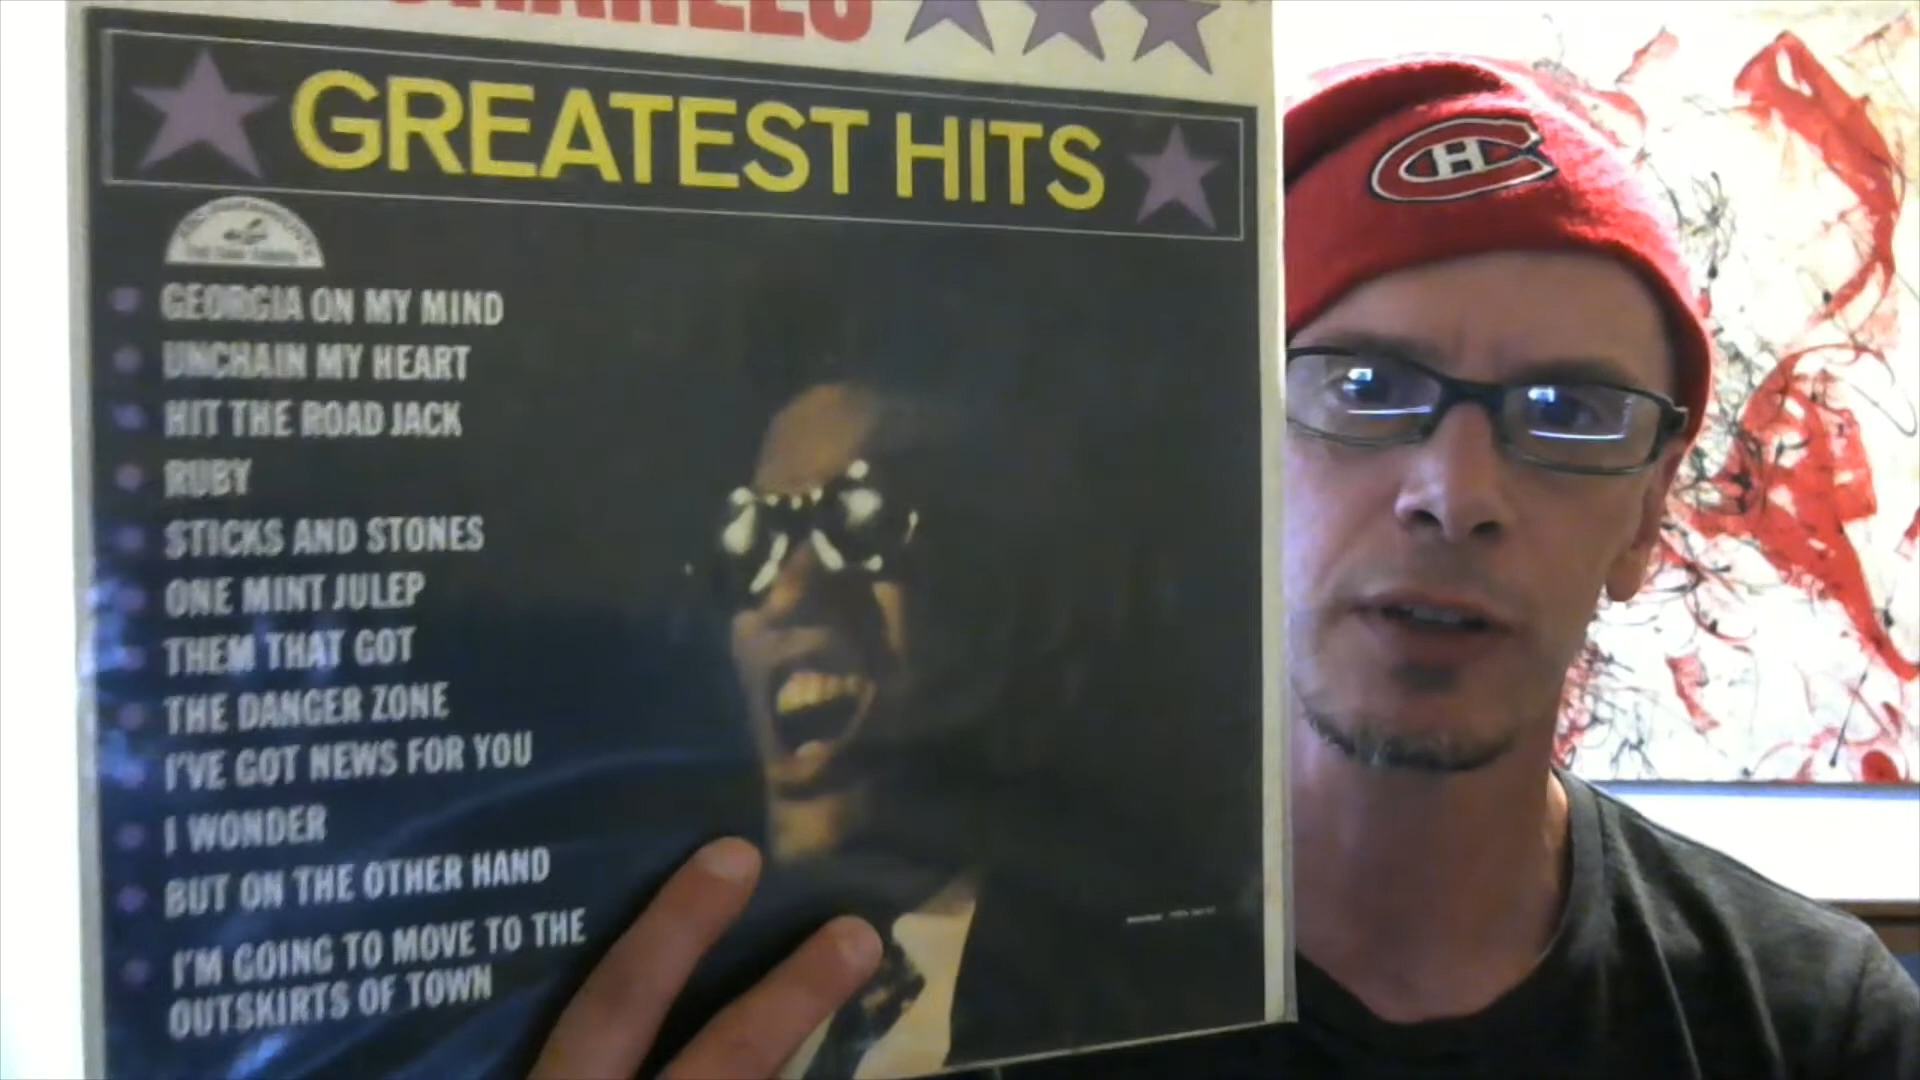 GREATEST HITS
GEORGIA ON MY MIND
UNCHAIN MY HEART
HIT THE ROAD JACK
RUBY
STICKS AND STONES
ONE MINT JULEP
THEM THAT GOT
THE DANGER ZONE
I'VE GOT NEWS FOR YOU
I WONDER
BUT ON THE OTHER HAND
I'M GOING TO MOVE TO THE
OUTSKIRTS OF TOWN
CH